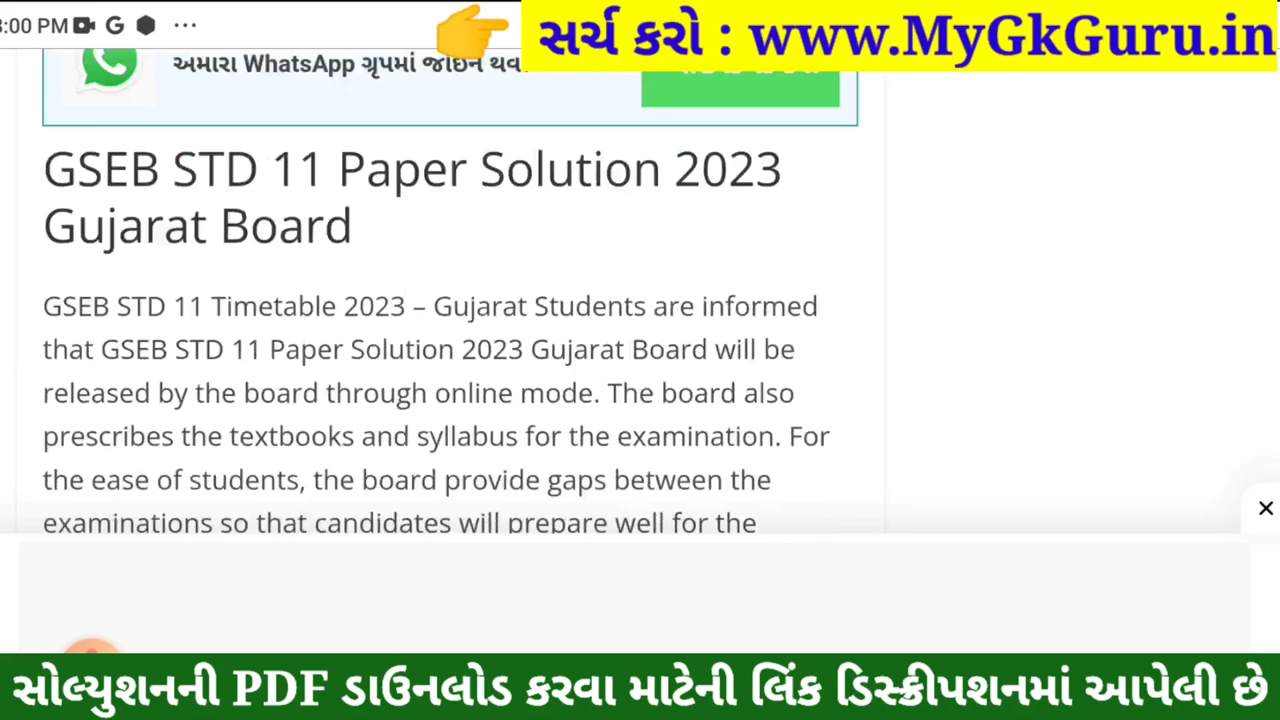 3:00 PM
સર્ચ કરો : www.MyGkGuru.in
અમારા WhatsApp ગ્રૂપમાં જોઇન
GSEB STD 11 Paper Solution 2023
Gujarat Board
GSEB STD 11 Timetable 2023 – Gujarat Students are informed
that GSEB STD 11 Paper Solution 2023 Gujarat Board will be
released by the board through online mode. The board also
prescribes the textbooks and syllabus for the examination. For
the ease of students, the board provide gaps between the
examinations so that candidates will prepare well for the
સોલ્યુશનની PDF ડાઉનલોડ કરવા માટેની લિંક ડિસ્ક્રીપશનમાં આપેલી છે